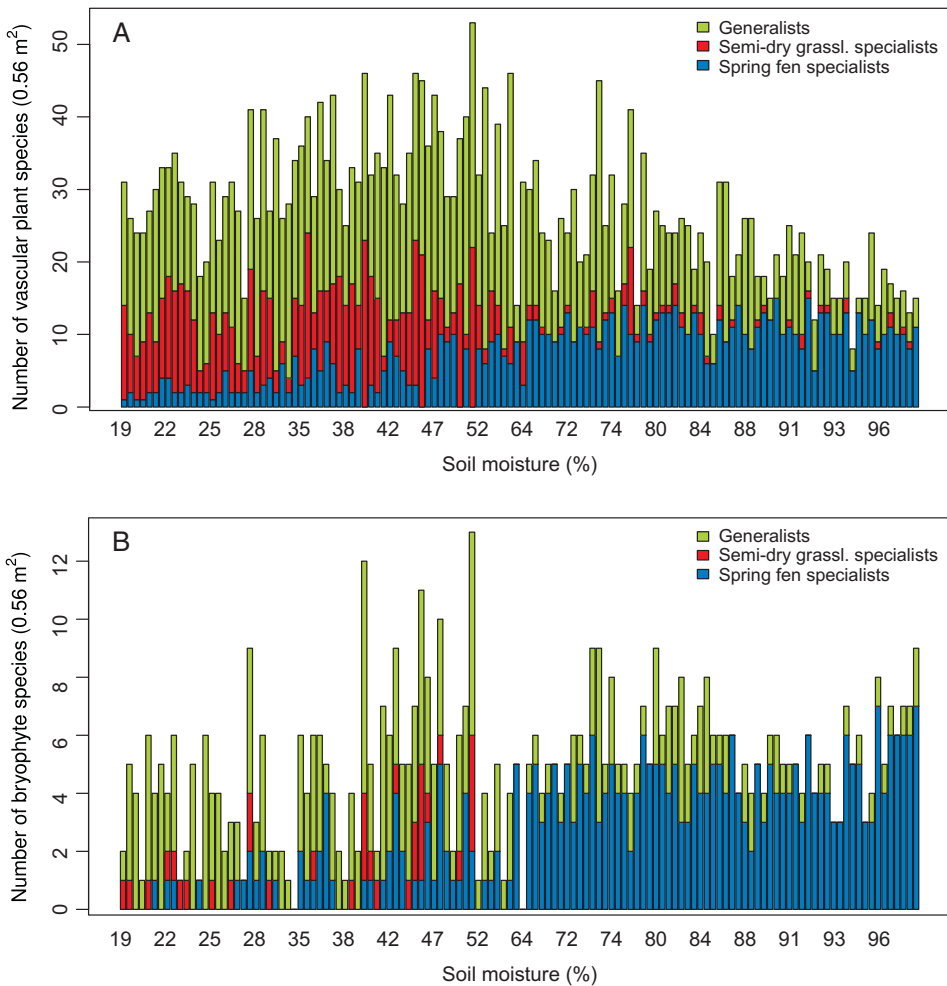 A
Generalists
Semi-dry grassl. specialists
Spring fen specialists
Number of vascular plant species (0.56 m²)
50
40
30
20
10
0
19 22 25 28 35 38 42 47 52 64 72 74 80 84 88 91 93 96
Soil moisture (%)
B
Generalists
Semi-dry grassl. specialists
Spring fen specialists
Number of bryophyte species (0.56 m²)
12
10
8
6
4
2
0
19 22 25 28 35 38 42 47 52 64 72 74 80 84 88 91 93 96
Soil moisture (%)